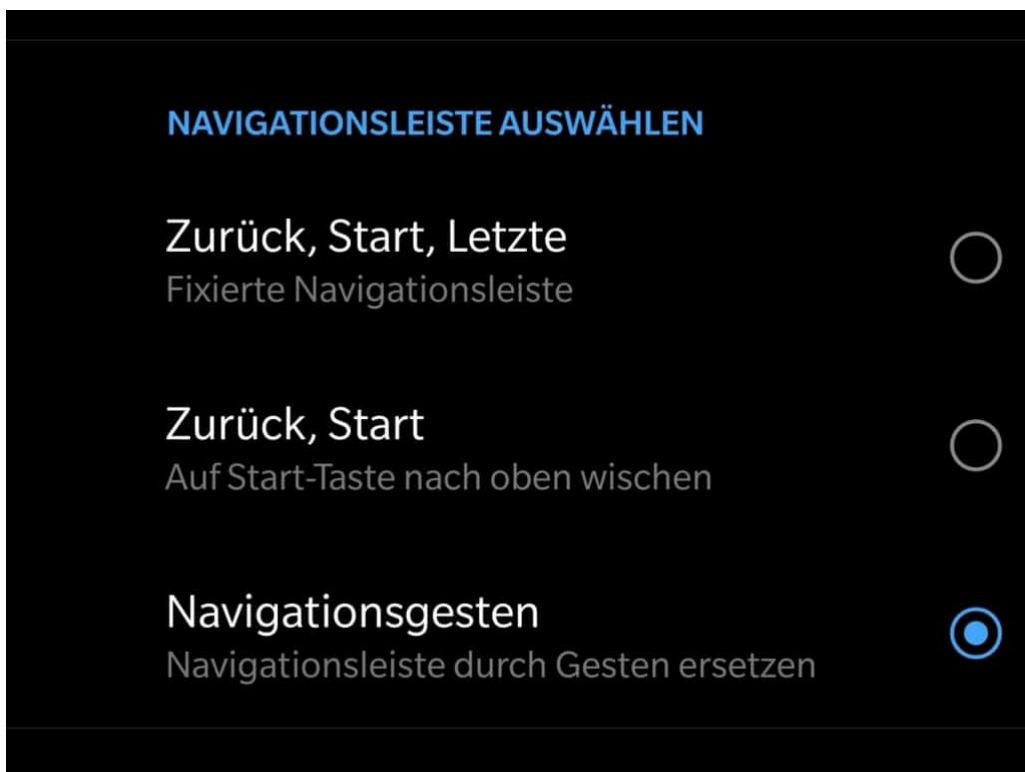 NAVIGATIONSLEISTE AUSWÄHLEN
Zurück, Start, Letzte
Fixierte Navigationsleiste
Zurück, Start
Auf Start-Taste nach oben wischen
Navigationsgesten
Navigationsleiste durch Gesten ersetzen